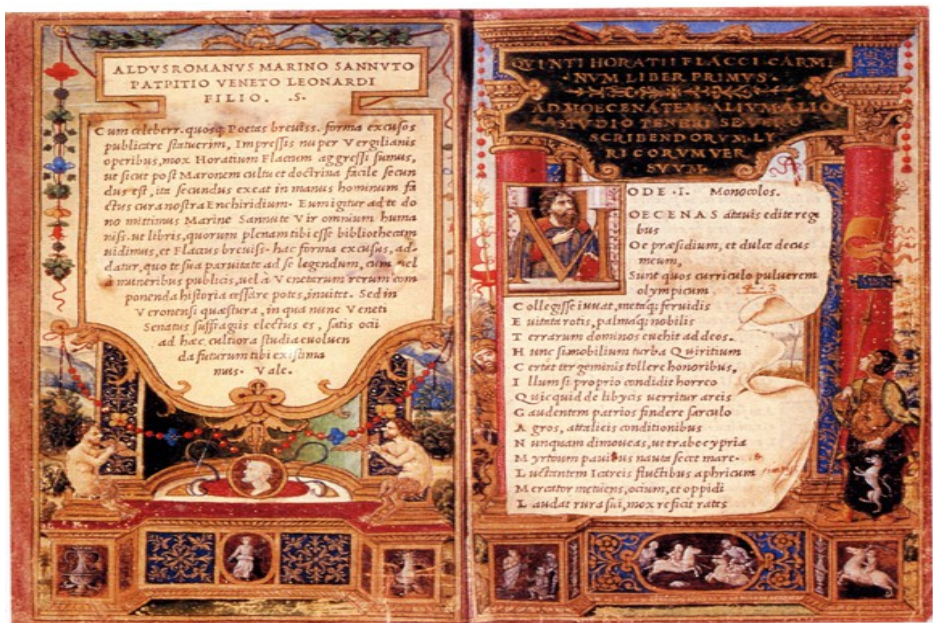 ALDVS ROMANVS MARINO SANNVTO
PATPITIO VENETO LEONARDI
FILIO. .S.
Cum celeberr. quosq; Poetas breuiss. forma excusos
publicare statuerim, Impressis nuper Vergilianis
operibus, mox Horatium Flaccum aggressi sumus,
ut sicut post Maronem cultu et doctrina facile secun
dus est, ita secundus exeat in manus hominum fa
ctus cura nostra Enchiridium. Eum igitur ad te do
no mittimus Marine Sannute Vir omnium huma
niss. ut libris, quorum plenam tibi esse bibliothecam
uidimus, et Flaccus breuiss. hac forma excusus, ad-
datur, quo te sua paruitate ad se legendum, cum uel
a muneribus publicis, uel a Venetarum rerum com
ponenda historia cessare potes, inuitet. Sed in
Veronensi quæstura, in qua nunc Veneti
Senatus suffragiis electus es, satis ocii
ad hæc cultiora studia euoluen
da futurum tibi existima
mus. Vale.
QVINTI HORATII FLACCI CARMI
NVM LIBER PRIMVS.
AD MOECENATEM ALIVM ALIO
STVDIO TENERI SE VERO
SCRIBENDORVM LY
RICORVM VER
SVVM.
ODE .I. Monocolos.
M
OECENAS atauis edite regi
bus
Oe præsidium, et dulce decus
meum,
Sunt quos curriculo puluerem
olympicum
Collegisse iuuat, metaq; feruidis
Euitata rotis, palmaq; nobilis
Terrarum dominos euehit ad deos.
Hunc si mobilium turba Quiritium
Certat tergeminis tollere honoribus,
Illum si proprio condidit horreo
Quicquid de libycis uerritur areis
Gaudentem patrios findere sarculo
Agros, attalicis conditionibus
Nunquam dimoueas, ut trabe cypria
Myrtoum pauidus nauta secet mare.
Luctantem Icareis fluctibus aphricum
Mercator metuens, ocium, et oppidi
Laudat rura sui, mox reficit rates